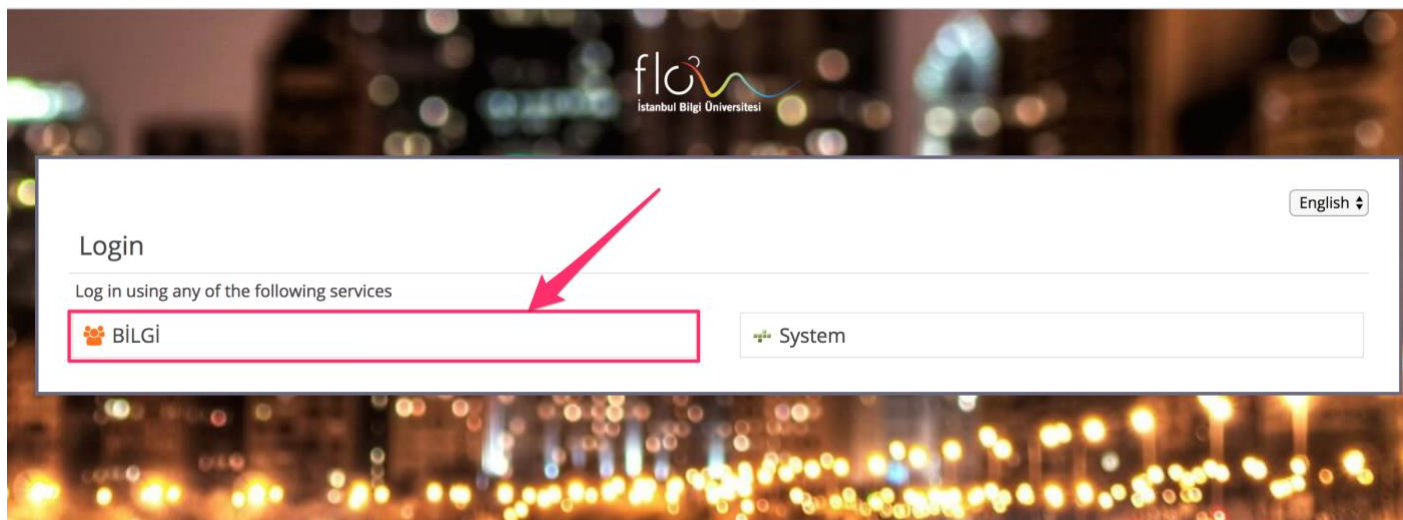 flow
İstanbul Bilgi Üniversitesi
English
Login
Log in using any of the following services
BİLGİ
System